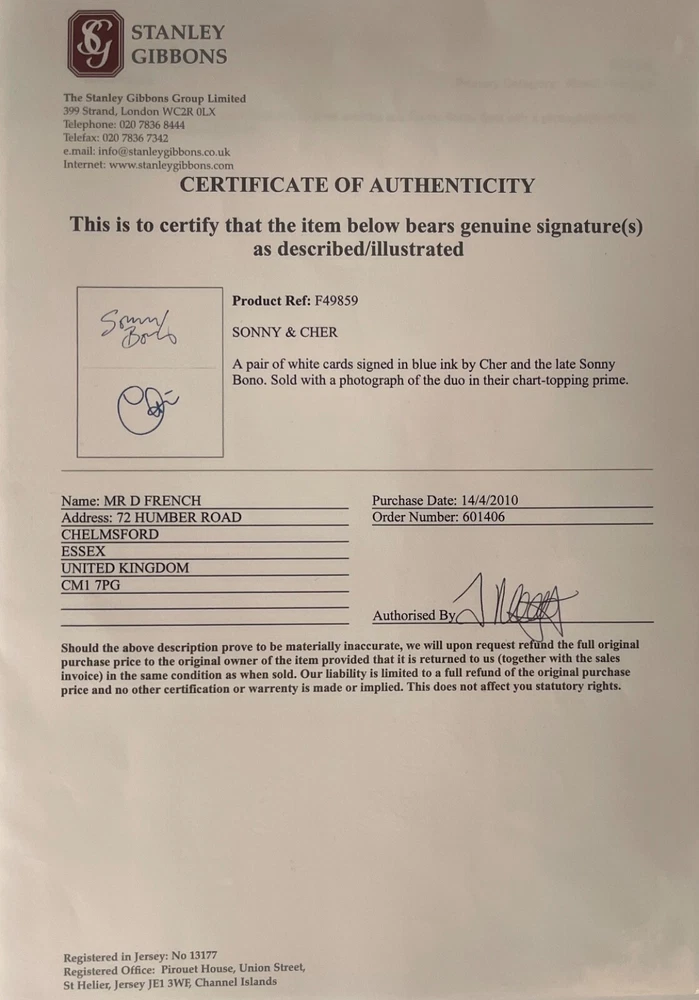 SG
STANLEY
GIBBONS
The Stanley Gibbons Group Limited
399 Strand, London WC2R 0LX
Telephone: 020 7836 8444
Telefax: 020 7836 7342
e.mail: info@stanleygibbons.co.uk
Internet: www.stanleygibbons.com
CERTIFICATE OF AUTHENTICITY
This is to certify that the item below bears genuine signature(s)
as described/illustrated
Sonny
Bono
Product Ref: F49859
SONNY & CHER
A pair of white cards signed in blue ink by Cher and the late Sonny
Bono. Sold with a photograph of the duo in their chart-topping prime.
Name: MR D FRENCH
Address: 72 HUMBER ROAD
CHELMSFORD
ESSEX
UNITED KINGDOM
CM1 7PG
Purchase Date: 14/4/2010
Order Number: 601406
Authorised By
Should the above description prove to be materially inaccurate, we will upon request refund the full original
purchase price to the original owner of the item provided that it is returned to us (together with the sales
invoice) in the same condition as when sold. Our liability is limited to a full refund of the original purchase
price and no other certification or warrenty is made or implied. This does not affect you statutory rights.
Registered in Jersey: No 13177
Registered Office: Pirouet House, Union Street,
St Helier, Jersey JE1 3WF, Channel Islands